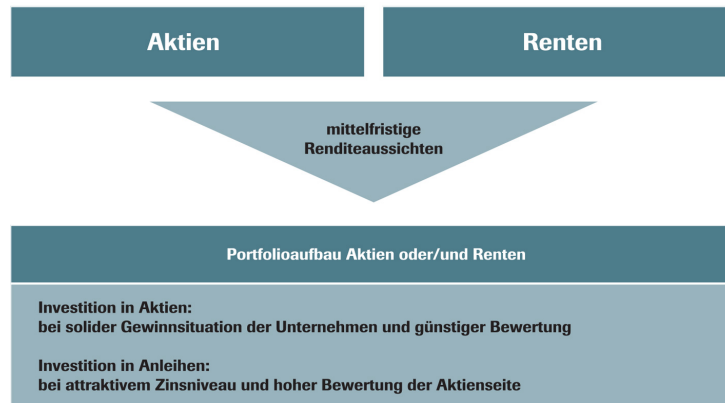 Aktien
Renten
mittelfristige
Renditeaussichten
Portfolioaufbau Aktien oder/und Renten
Investition in Aktien:
bei solider Gewinnsituation der Unternehmen und günstiger Bewertung
Investition in Anleihen:
bei attraktivem Zinsniveau und hoher Bewertung der Aktienseite